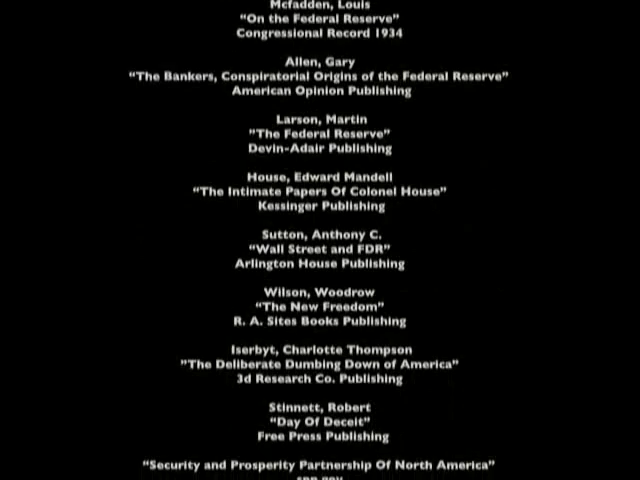 Mcfadden, Louis
"On the Federal Reserve"
Congressional Record 1934
Allen, Gary
"The Bankers, Conspiratorial Origins of the Federal Reserve"
American Opinion Publishing
Larson, Martin
"The Federal Reserve"
Devin-Adair Publishing
House, Edward Mandell
"The Intimate Papers Of Colonel House"
Kessinger Publishing
Sutton, Anthony C.
"Wall Street and FDR"
Arlington House Publishing
Wilson, Woodrow
"The New Freedom"
R. A. Sites Books Publishing
Iserbyt, Charlotte Thompson
"The Deliberate Dumbing Down of America"
3d Research Co. Publishing
Stinnett, Robert
"Day Of Deceit"
Free Press Publishing
"Security and Prosperity Partnership Of North America"